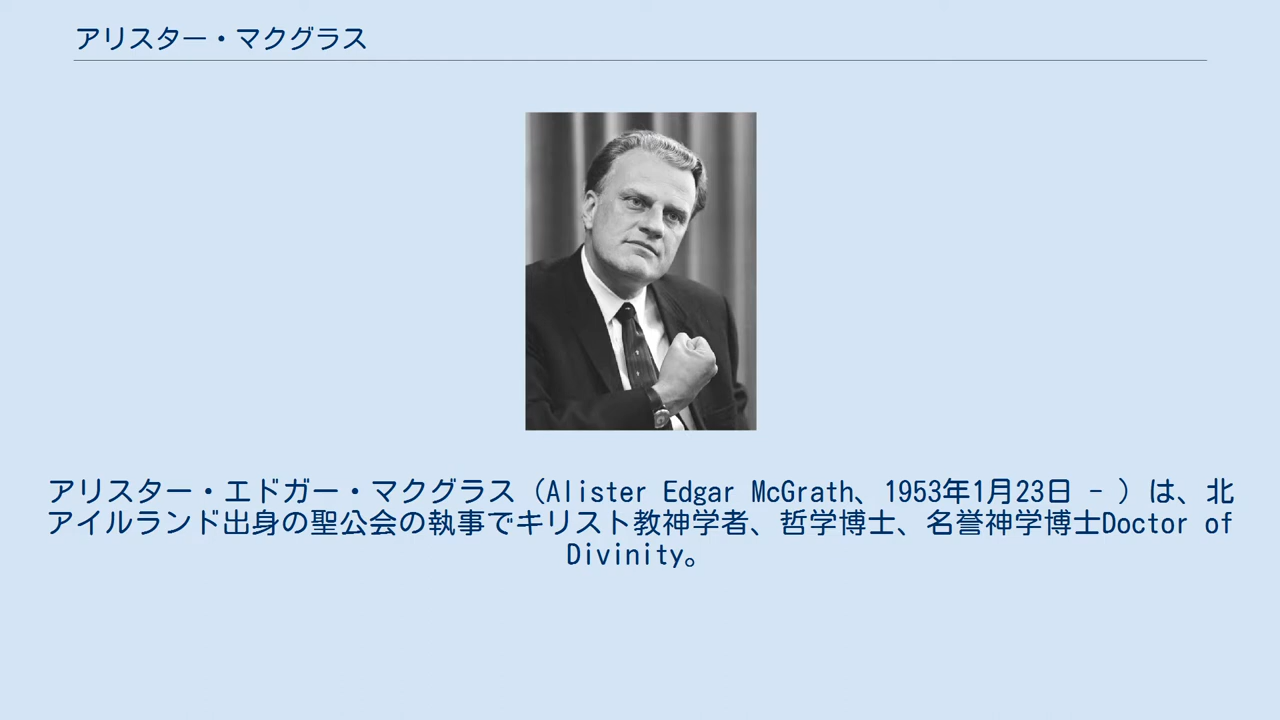 アリスター・マクグラス
アリスター・エドガー・マクグラス（Alister Edgar McGrath、1953年1月23日 - ）は、北
アイルランド出身の聖公会の執事でキリスト教神学者、哲学博士、名誉神学博士Doctor of
Divinity。